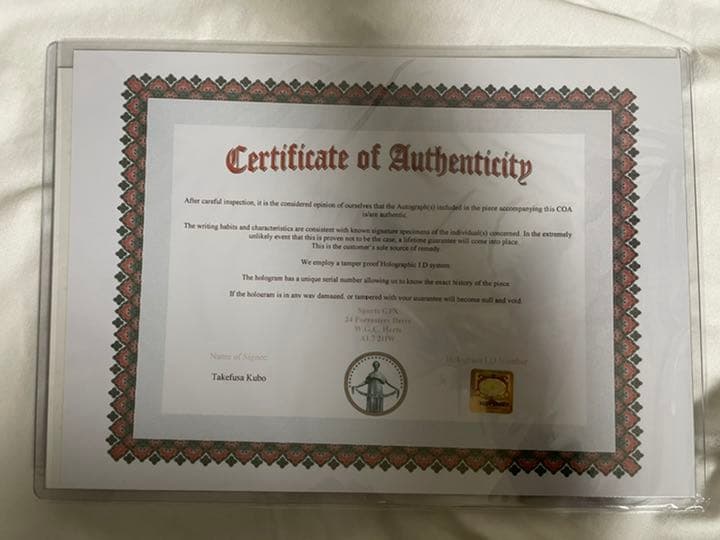 Certificate of Authenticity
After careful inspection, it is the considered opinion of ourselves that the Autograph(s) included in the piece accompanying this COA
is/are authentic.
The writing habits and characteristics are consistent with known signature specimens of the individual(s) concerned. In the extremely
unlikely event that this is proven not to be the case, a lifetime guarantee will come into place.
This is the customer's sole source of remedy.
We employ a tamper proof Holographic I.D system.
The hologram has a unique serial number allowing us to know the exact history of the piece
If the hologram is in any way damaged, or tampered with your guarantee will become null and void.
Sports GFX
W.G.C. Herts
Name of Signee:
Takefusa Kubo